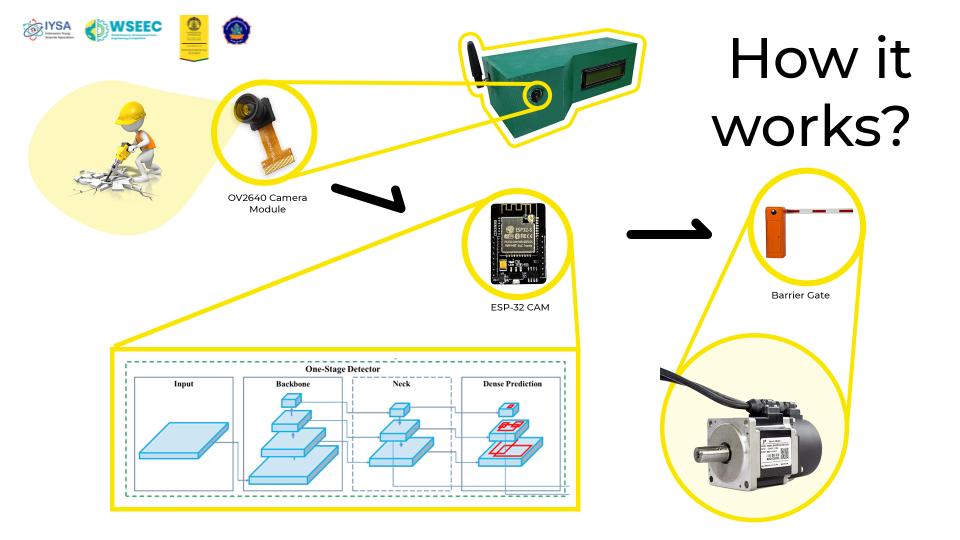 IYSA
WSEEC
How it
works?
OV2640 Camera
Module
ESP-32 CAM
Barrier Gate
One-Stage Detector
Input
Backbone
Neck
Dense Prediction